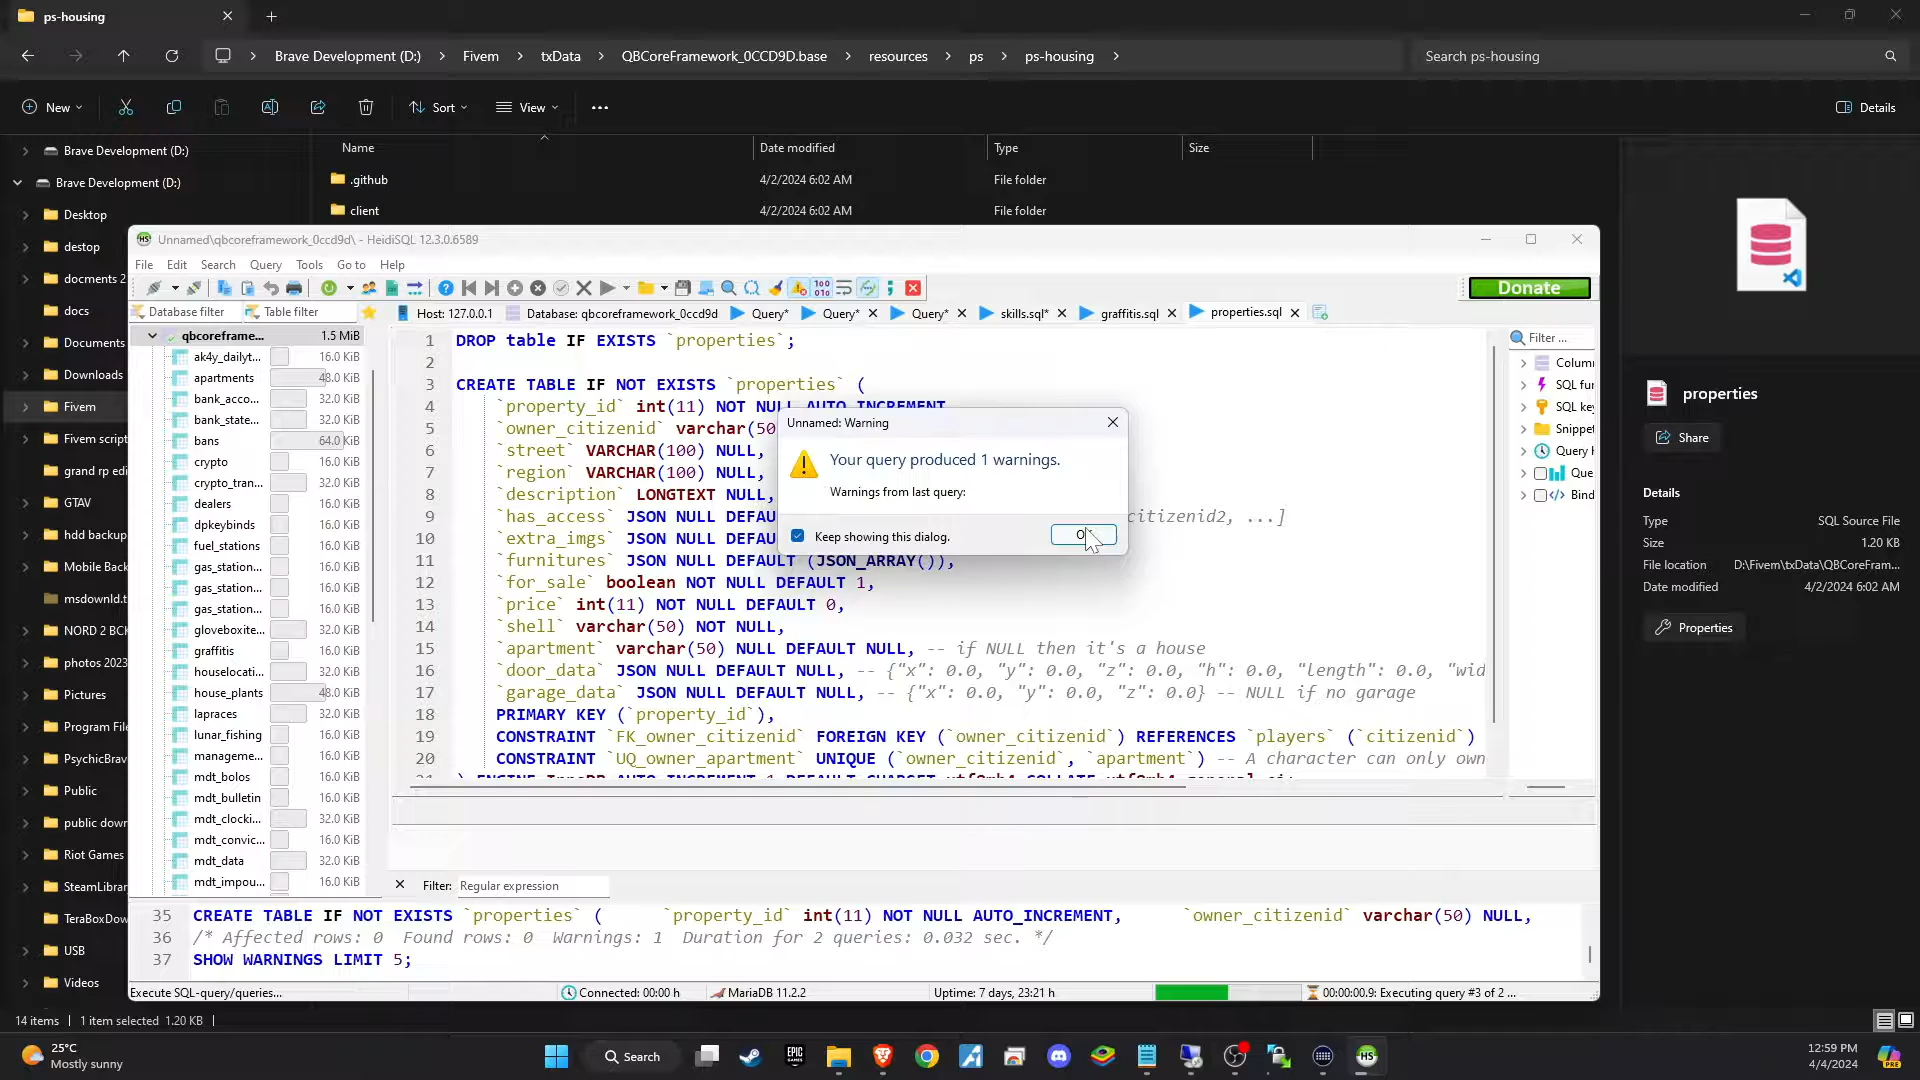 ps-housing
Brave Development (D:) Fivem txData QBCoreFramework_0CCD9D.base resources ps ps-housing
Search ps-housing
New Sort View Details
Name Date modified Type Size
.github 4/2/2024 6:02 AM File folder
client 4/2/2024 6:02 AM File folder
Brave Development (D:)
Brave Development (D:)
Desktop
destop
docments 2
docs
Documents
Downloads
Fivem
Fivem script
grand rp edi
GTAV
hdd backup
Mobile Back
msdownld.t
NORD 2 BCK
photos 2023
Pictures
Program File
PsychicBrav
Public
public down
Riot Games
SteamLibrar
TeraBoxDow
USB
Videos
14 items 1 item selected 1.20 KB
Unnamed\qbcoreframework_0ccd9d\ - HeidiSQL 12.3.0.6589
File Edit Search Query Tools Go to Help
Donate
Database filter Table filter
Host: 127.0.0.1 Database: qbcoreframework_0ccd9d Query* Query* Query* skills.sql* graffitis.sql properties.sql
qbcoreframe... 1.5 MiB
ak4y_dailyt... 16.0 KiB
apartments 48.0 KiB
bank_acco... 32.0 KiB
bank_state... 32.0 KiB
bans 64.0 KiB
crypto 16.0 KiB
crypto_tran... 32.0 KiB
dealers 16.0 KiB
dpkeybinds 16.0 KiB
fuel_stations 16.0 KiB
gas_station... 16.0 KiB
gas_station... 16.0 KiB
gas_station... 16.0 KiB
gloveboxite... 32.0 KiB
graffitis 16.0 KiB
houselocati... 32.0 KiB
house_plants 48.0 KiB
lapraces 32.0 KiB
lunar_fishing 16.0 KiB
manageme... 32.0 KiB
mdt_bolos 16.0 KiB
mdt_bulletin 16.0 KiB
mdt_clocki... 32.0 KiB
mdt_convic... 16.0 KiB
mdt_data 32.0 KiB
mdt_impou... 16.0 KiB
1 DROP table IF EXISTS `properties`;
2
3 CREATE TABLE IF NOT EXISTS `properties` (
4 `property_id` int(11) NOT NULL AUTO_INCREMENT
5 `owner_citizenid` varchar(50
6 `street` VARCHAR(100) NULL,
7 `region` VARCHAR(100) NULL,
8 `description` LONGTEXT NULL,
9 `has_access` JSON NULL DEFAU citizenid2, ...]
10 `extra_imgs` JSON NULL DEFAU
11 `furnitures` JSON NULL DEFAULT (JSON_ARRAY()),
12 `for_sale` boolean NOT NULL DEFAULT 1,
13 `price` int(11) NOT NULL DEFAULT 0,
14 `shell` varchar(50) NOT NULL,
15 `apartment` varchar(50) NULL DEFAULT NULL, -- if NULL then it's a house
16 `door_data` JSON NULL DEFAULT NULL, -- {"x": 0.0, "y": 0.0, "z": 0.0, "h": 0.0, "length": 0.0, "wid
17 `garage_data` JSON NULL DEFAULT NULL, -- {"x": 0.0, "y": 0.0, "z": 0.0} -- NULL if no garage
18 PRIMARY KEY (`property_id`),
19 CONSTRAINT `FK_owner_citizenid` FOREIGN KEY (`owner_citizenid`) REFERENCES `players` (`citizenid`)
20 CONSTRAINT `UQ_owner_apartment` UNIQUE (`owner_citizenid`, `apartment`) -- A character can only own
Unnamed: Warning
Your query produced 1 warnings.
Warnings from last query:
Keep showing this dialog.
Filter ...
Colum
SQL fur
SQL key
Snippet
Query H
Que
Bind
Filter: Regular expression
35 CREATE TABLE IF NOT EXISTS `properties` ( `property_id` int(11) NOT NULL AUTO_INCREMENT, `owner_citizenid` varchar(50) NULL,
36 /* Affected rows: 0 Found rows: 0 Warnings: 1 Duration for 2 queries: 0.032 sec. */
37 SHOW WARNINGS LIMIT 5;
Execute SQL-query/queries... Connected: 00:00 h MariaDB 11.2.2 Uptime: 7 days, 23:21 h 00:00:00.9: Executing query #3 of 2 ...
properties
Share
Details
Type SQL Source File
Size 1.20 KB
File location D:\Fivem\txData\QBCoreFram...
Date modified 4/2/2024 6:02 AM
Properties
25°C
Mostly sunny
Search
12:59 PM
4/4/2024